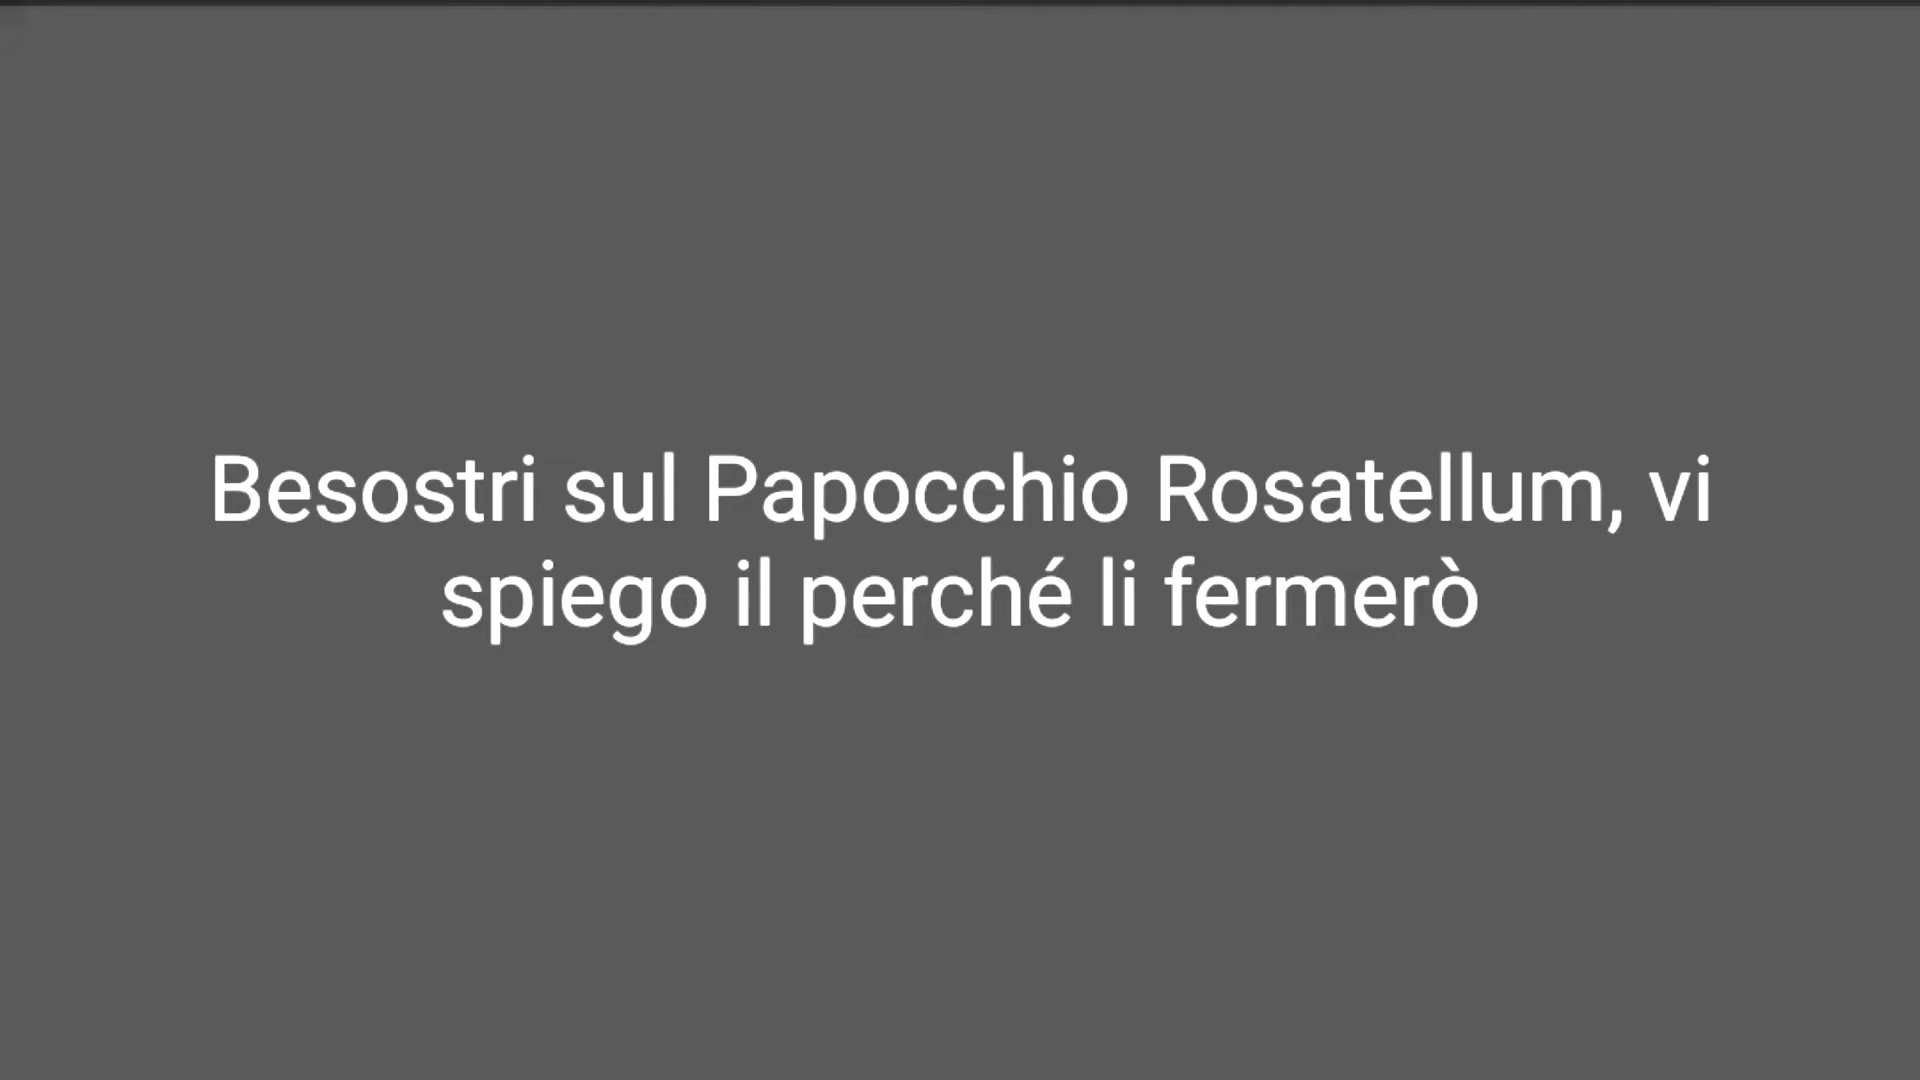 Besostri sul Papocchio Rosatellum, vi
spiego il perché li fermerò